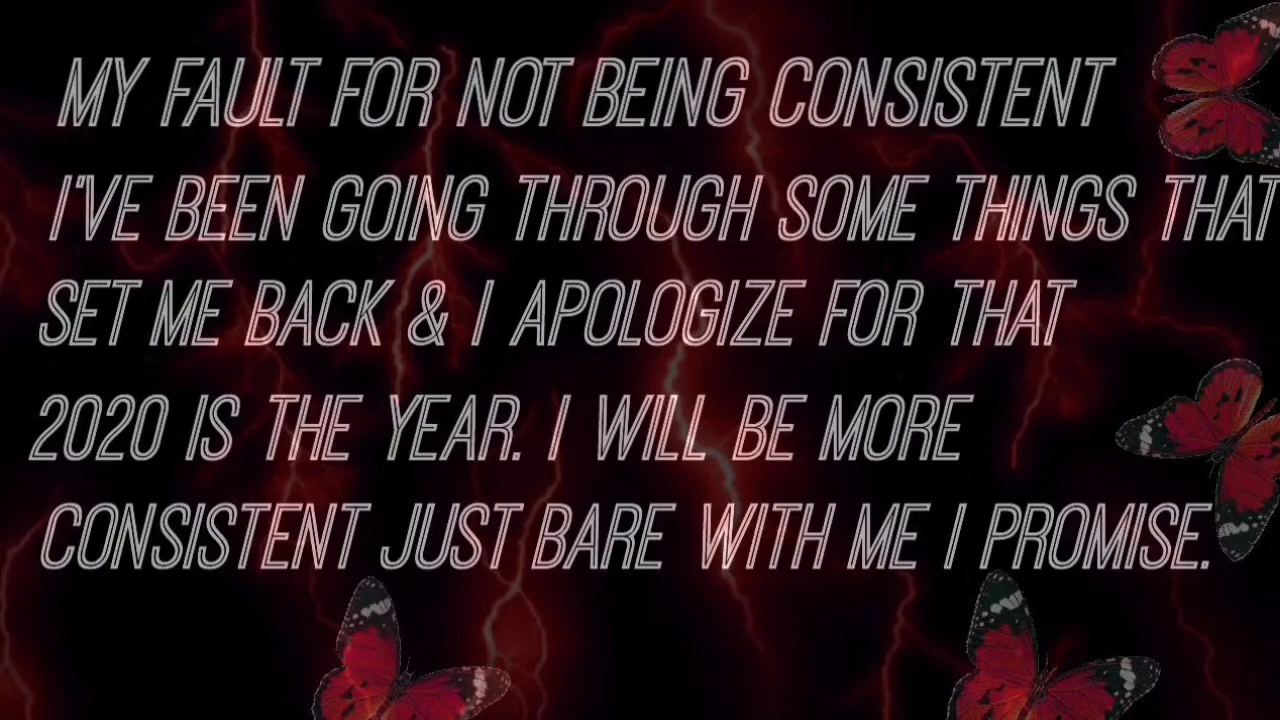 MY FAULT FOR NOT BEING CONSISTENT
I'VE BEEN GOING THROUGH SOME THINGS THAT
SET ME BACK & I APOLOGIZE FOR THAT
2020 IS THE YEAR. I WILL BE MORE
CONSISTENT JUST BARE WITH ME I PROMISE.